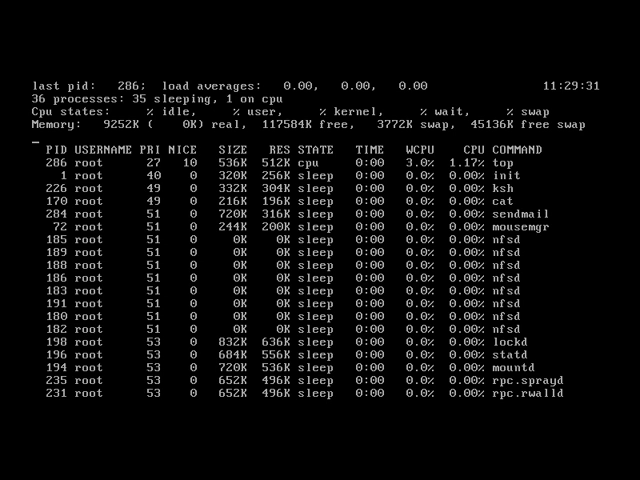 last pid:   286;  load averages:   0.00,   0.00,   0.00                11:29:31
36 processes: 35 sleeping, 1 on cpu
Cpu states:     % idle,     % user,     % kernel,     % wait,     % swap
Memory:   9252K (    0K) real,  117584K free,   3772K swap,  45136K free swap
  PID USERNAME PRI NICE   SIZE   RES STATE   TIME   WCPU    CPU COMMAND
  286 root      27   10   536K  512K cpu     0:00   3.0%  1.17% top
    1 root      40    0   320K  256K sleep   0:00   0.0%  0.00% init
  226 root      49    0   332K  304K sleep   0:00   0.0%  0.00% ksh
  170 root      49    0   216K  196K sleep   0:00   0.0%  0.00% cat
  284 root      51    0   720K  316K sleep   0:00   0.0%  0.00% sendmail
   72 root      51    0   244K  200K sleep   0:00   0.0%  0.00% mousemgr
  185 root      51    0     0K    0K sleep   0:00   0.0%  0.00% nfsd
  189 root      51    0     0K    0K sleep   0:00   0.0%  0.00% nfsd
  188 root      51    0     0K    0K sleep   0:00   0.0%  0.00% nfsd
  186 root      51    0     0K    0K sleep   0:00   0.0%  0.00% nfsd
  183 root      51    0     0K    0K sleep   0:00   0.0%  0.00% nfsd
  191 root      51    0     0K    0K sleep   0:00   0.0%  0.00% nfsd
  180 root      51    0     0K    0K sleep   0:00   0.0%  0.00% nfsd
  182 root      51    0     0K    0K sleep   0:00   0.0%  0.00% nfsd
  198 root      53    0   832K  636K sleep   0:00   0.0%  0.00% lockd
  196 root      53    0   684K  556K sleep   0:00   0.0%  0.00% statd
  194 root      53    0   720K  536K sleep   0:00   0.0%  0.00% mountd
  235 root      53    0   652K  496K sleep   0:00   0.0%  0.00% rpc.sprayd
  231 root      53    0   652K  496K sleep   0:00   0.0%  0.00% rpc.rwalld